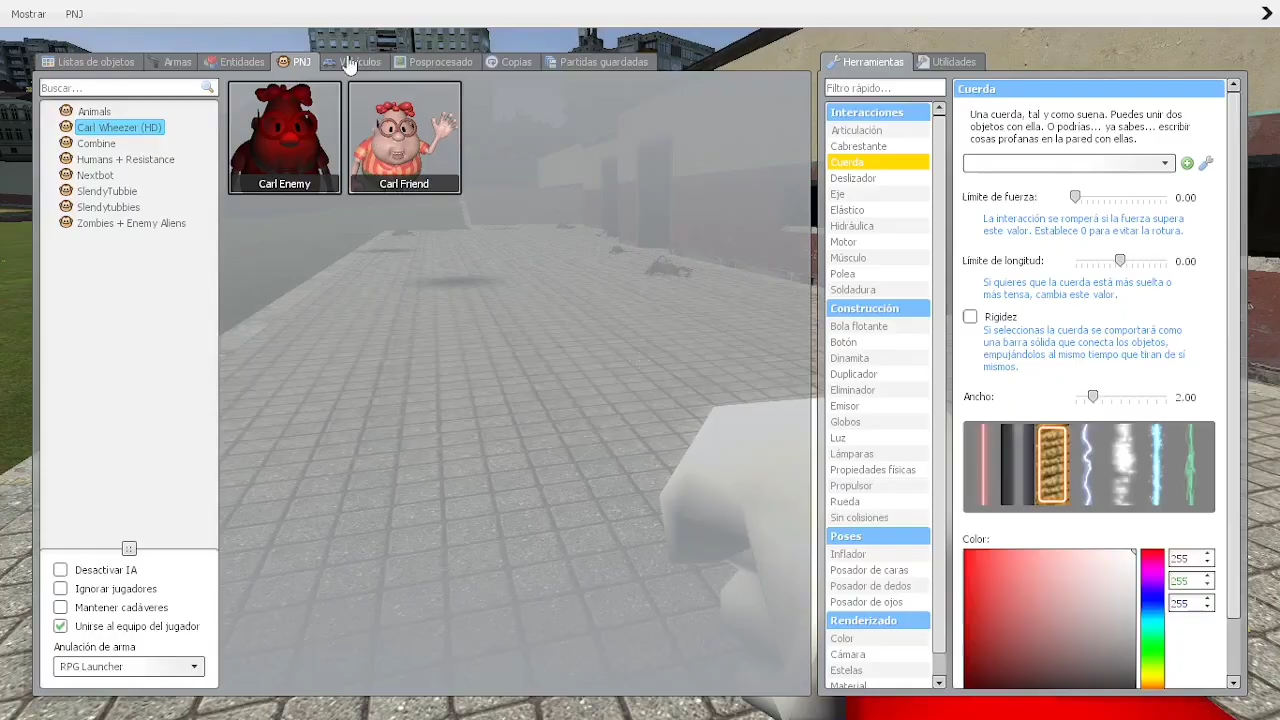 Mostrar PNJ
Listas de objetos Armas Entidades PNJ Posprocesado Copias Partidas guardadas
Herramientas Utilidades
Buscar...
Animals
Carl Wheezer (HD)
Combine
Humans + Resistance
Nextbot
SlendyTubbie
Slendytubbies
Zombies + Enemy Aliens
Carl Enemy
Carl Friend
Desactivar IA
Ignorar jugadores
Mantener cadáveres
Unirse al equipo del jugador
Anulación de arma
RPG Launcher
Filtro rápido...
Interacciones
Articulación
Cabrestante
Cuerda
Deslizador
Eje
Elástico
Hidráulica
Motor
Músculo
Polea
Soldadura
Construcción
Bola flotante
Botón
Dinamita
Duplicador
Eliminador
Emisor
Globos
Luz
Lámparas
Propiedades físicas
Propulsor
Rueda
Sin colisiones
Poses
Inflador
Posador de caras
Posador de dedos
Posador de ojos
Renderizado
Color
Cámara
Estelas
Material
Cuerda
Una cuerda, tal y como suena. Puedes unir dos
objetos con ella. O podrías... ya sabes... escribir
cosas profanas en la pared con ellas.
Límite de fuerza: 0.00
La interacción se romperá si la fuerza supera
este valor. Establece 0 para evitar la rotura.
Límite de longitud: 0.00
Si quieres que la cuerda está más suelta o
más tensa, cambia este valor.
Rigidez
Si seleccionas la cuerda se comportará como
una barra sólida que conecta los objetos,
empujándolos al mismo tiempo que tiran de sí
mismos.
Ancho: 2.00
Color:
255
255
255